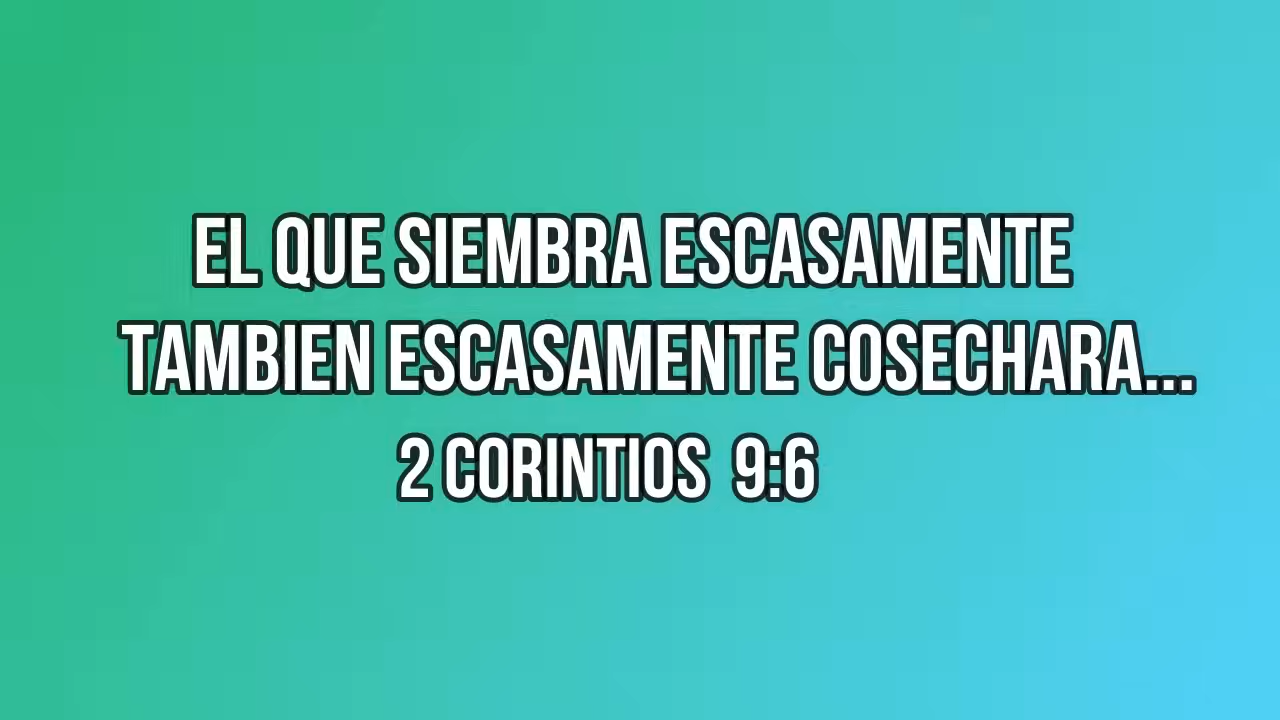 EL QUE SIEMBRA ESCASAMENTE
TAMBIEN ESCASAMENTE COSECHARA...
2 CORINTIOS 9:6